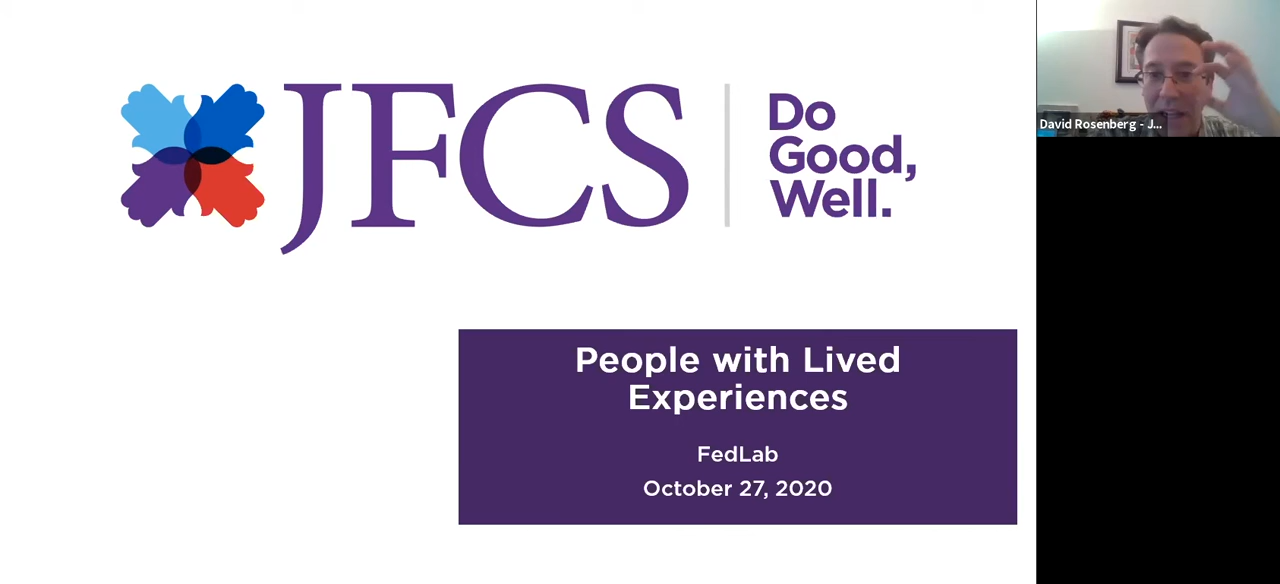 JFCS
Do
Good,
Well.
David Rosenberg - J...
People with Lived
Experiences
FedLab
October 27, 2020